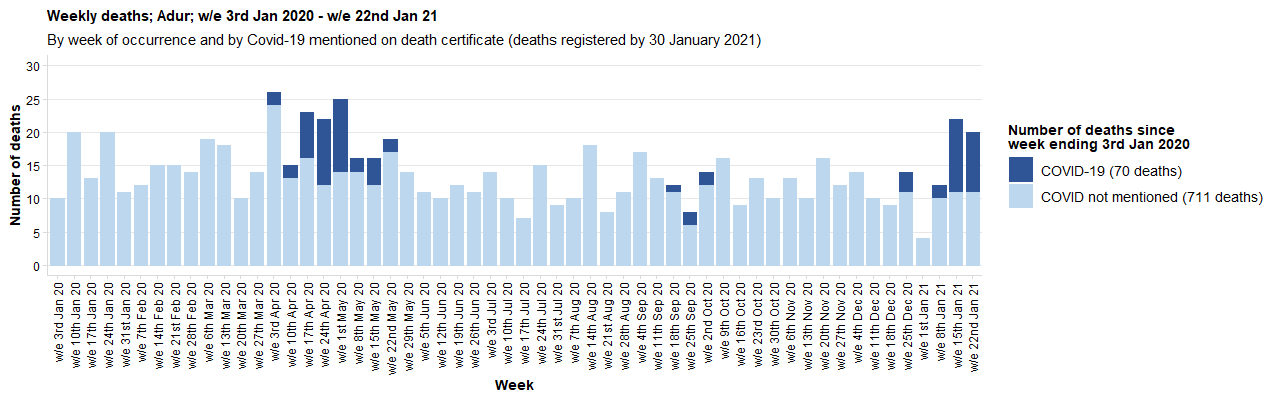 Weekly deaths; Adur; w/e 3rd Jan 2020 - w/e 22nd Jan 21
By week of occurrence and by Covid-19 mentioned on death certificate (deaths registered by 30 January 2021)
Number of deaths
30
25
20
15
10
5
0
w/e 3rd Jan 20
w/e 10th Jan 20
w/e 17th Jan 20
w/e 24th Jan 20
w/e 31st Jan 20
w/e 7th Feb 20
w/e 14th Feb 20
w/e 21st Feb 20
w/e 28th Feb 20
w/e 6th Mar 20
w/e 13th Mar 20
w/e 20th Mar 20
w/e 27th Mar 20
w/e 3rd Apr 20
w/e 10th Apr 20
w/e 17th Apr 20
w/e 24th Apr 20
w/e 1st May 20
w/e 8th May 20
w/e 15th May 20
w/e 22nd May 20
w/e 29th May 20
w/e 5th Jun 20
w/e 12th Jun 20
w/e 19th Jun 20
w/e 26th Jun 20
w/e 3rd Jul 20
w/e 10th Jul 20
w/e 17th Jul 20
w/e 24th Jul 20
w/e 31st Jul 20
w/e 7th Aug 20
w/e 14th Aug 20
w/e 21st Aug 20
w/e 28th Aug 20
w/e 4th Sep 20
w/e 11th Sep 20
w/e 18th Sep 20
w/e 25th Sep 20
w/e 2nd Oct 20
w/e 9th Oct 20
w/e 16th Oct 20
w/e 23rd Oct 20
w/e 30th Oct 20
w/e 6th Nov 20
w/e 13th Nov 20
w/e 20th Nov 20
w/e 27th Nov 20
w/e 4th Dec 20
w/e 11th Dec 20
w/e 18th Dec 20
w/e 25th Dec 20
w/e 1st Jan 21
w/e 8th Jan 21
w/e 15th Jan 21
w/e 22nd Jan 21
Week
Number of deaths since
week ending 3rd Jan 2020
COVID-19 (70 deaths)
COVID not mentioned (711 deaths)